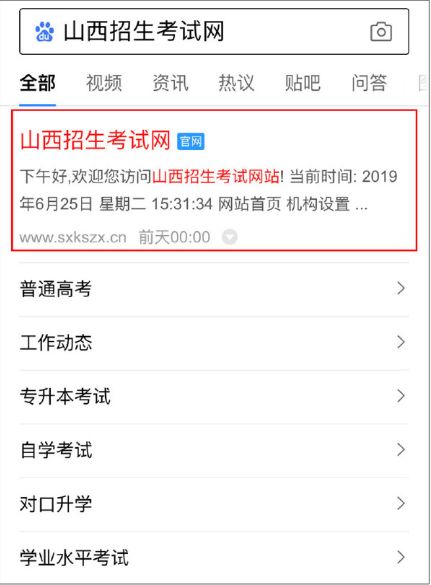 山西招生考试网
全部 视频 资讯 热议 贴吧 问答
山西招生考试网 官网
下午好,欢迎您访问山西招生考试网站! 当前时间: 2019
年6月25日 星期二 15:31:34 网站首页 机构设置 ...
www.sxkszx.cn 前天00:00
普通高考
工作动态
专升本考试
自学考试
对口升学
学业水平考试